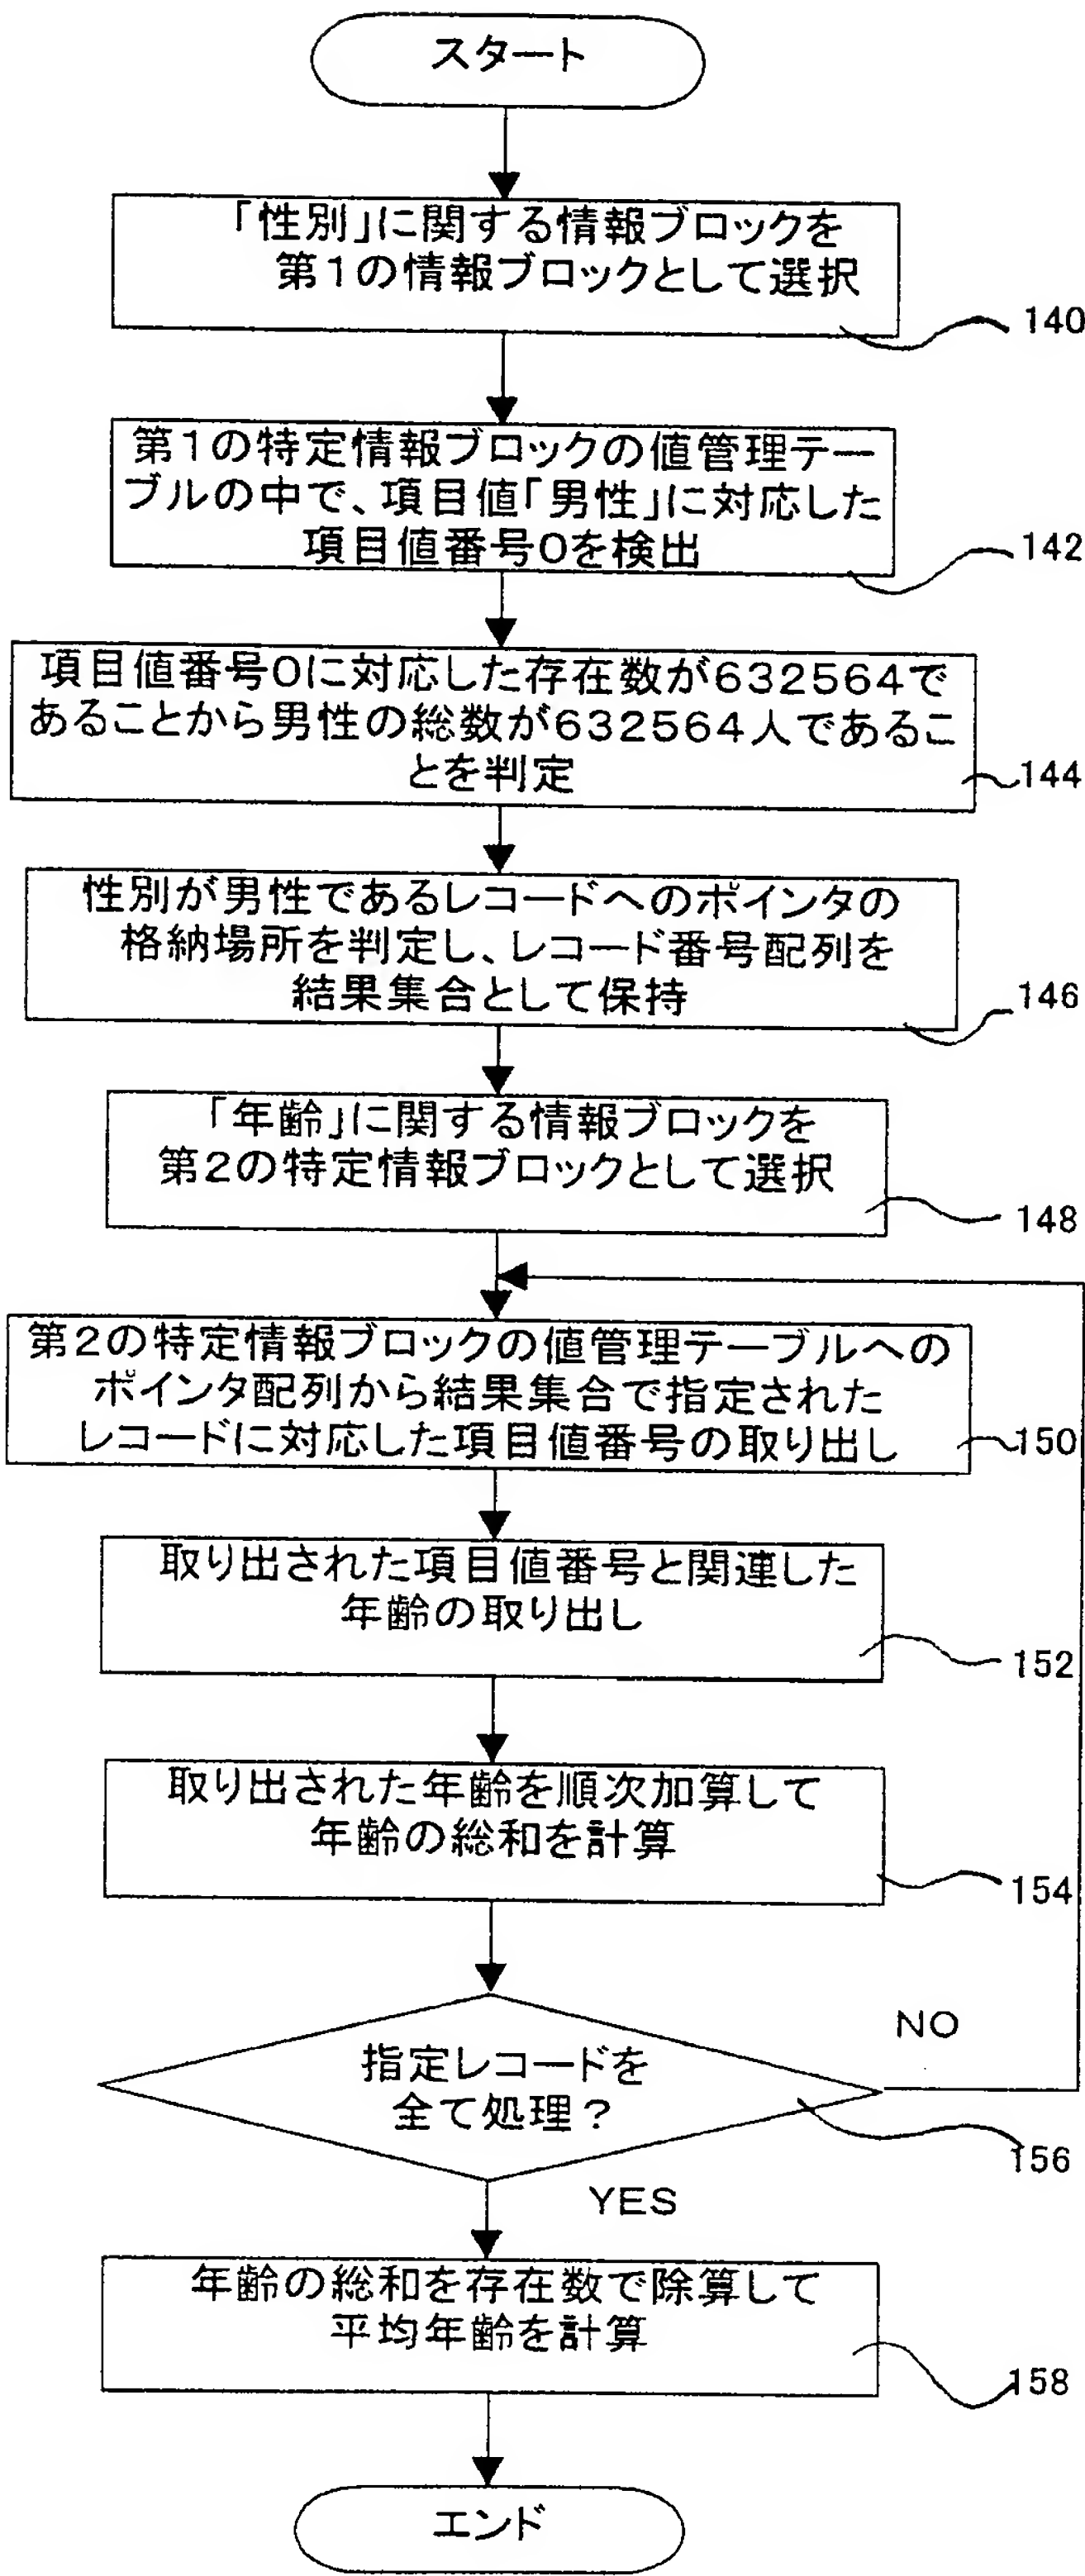 スタート
「性別」に関する情報ブロックを
第1の情報ブロックとして選択
140
第1の特定情報ブロックの値管理テー
ブルの中で、項目値「男性」に対応した
項目値番号0を検出
142
項目値番号0に対応した存在数が632564で
あることから男性の総数が632564人であるこ
とを判定
144
性別が男性であるレコードへのポインタの
格納場所を判定し、レコード番号配列を
結果集合として保持
146
「年齢」に関する情報ブロックを
第2の特定情報ブロックとして選択
148
第2の特定情報ブロックの値管理テーブルへの
ポインタ配列から結果集合で指定された
レコードに対応した項目値番号の取り出し
150
取り出された項目値番号と関連した
年齢の取り出し
152
取り出された年齢を順次加算して
年齢の総和を計算
154
指定レコードを
全て処理?
NO
156
YES
年齢の総和を存在数で除算して
平均年齢を計算
158
エンド